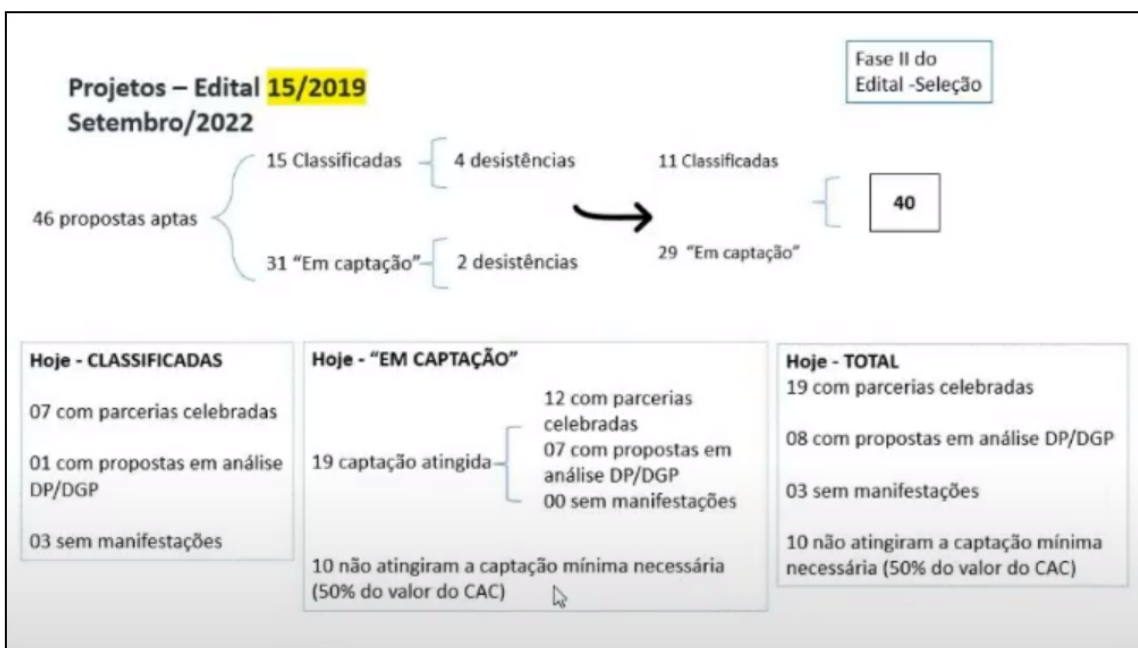 Projetos – Edital 15/2019
Setembro/2022
Fase II do
Edital -Seleção
46 propostas aptas
15 Classificadas
4 desistências
31 “Em captação”
2 desistências
11 Classificadas
29 “Em captação”
40
Hoje - CLASSIFICADAS
07 com parcerias celebradas
01 com propostas em análise
DP/DGP
03 sem manifestações
Hoje - “EM CAPTAÇÃO”
19 captação atingida
12 com parcerias
celebradas
07 com propostas em
análise DP/DGP
00 sem manifestações
10 não atingiram a captação mínima necessária
(50% do valor do CAC)
Hoje - TOTAL
19 com parcerias celebradas
08 com propostas em análise DP/DGP
03 sem manifestações
10 não atingiram a captação mínima
necessária (50% do valor do CAC)